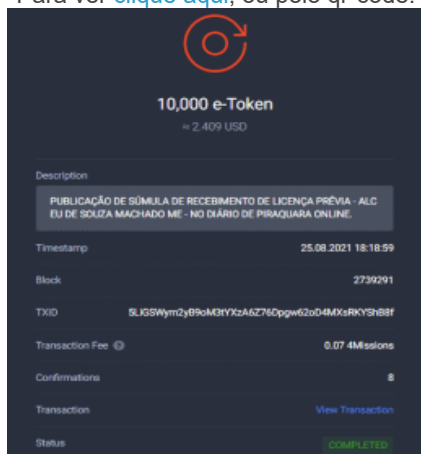 Para ver clique aqui, ou pelo qr code:
10,000 e-Token
≈ 2.409 USD
Description
PUBLICAÇÃO DE SÚMULA DE RECEBIMENTO DE LICENÇA PRÉVIA - ALC
EU DE SOUZA MACHADO ME - NO DIÁRIO DE PIRAQUARA ONLINE.
Timestamp 25.08.2021 18:18:59
Block 2739291
TXID
Transaction Fee 0.07 4Missions
Confirmations 8
Transaction View Transaction
Status COMPLETED